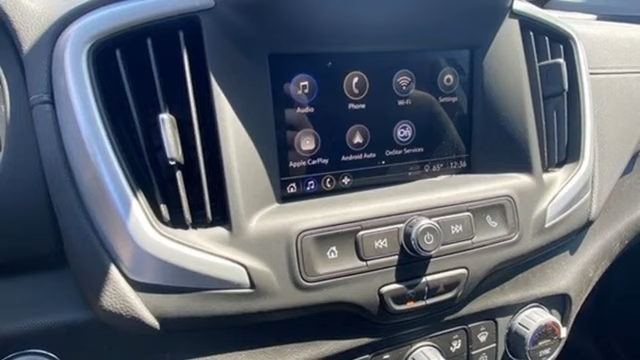 Audio Phone Wi-Fi Settings
Apple CarPlay Android Auto OnStar Services
65° 12:36